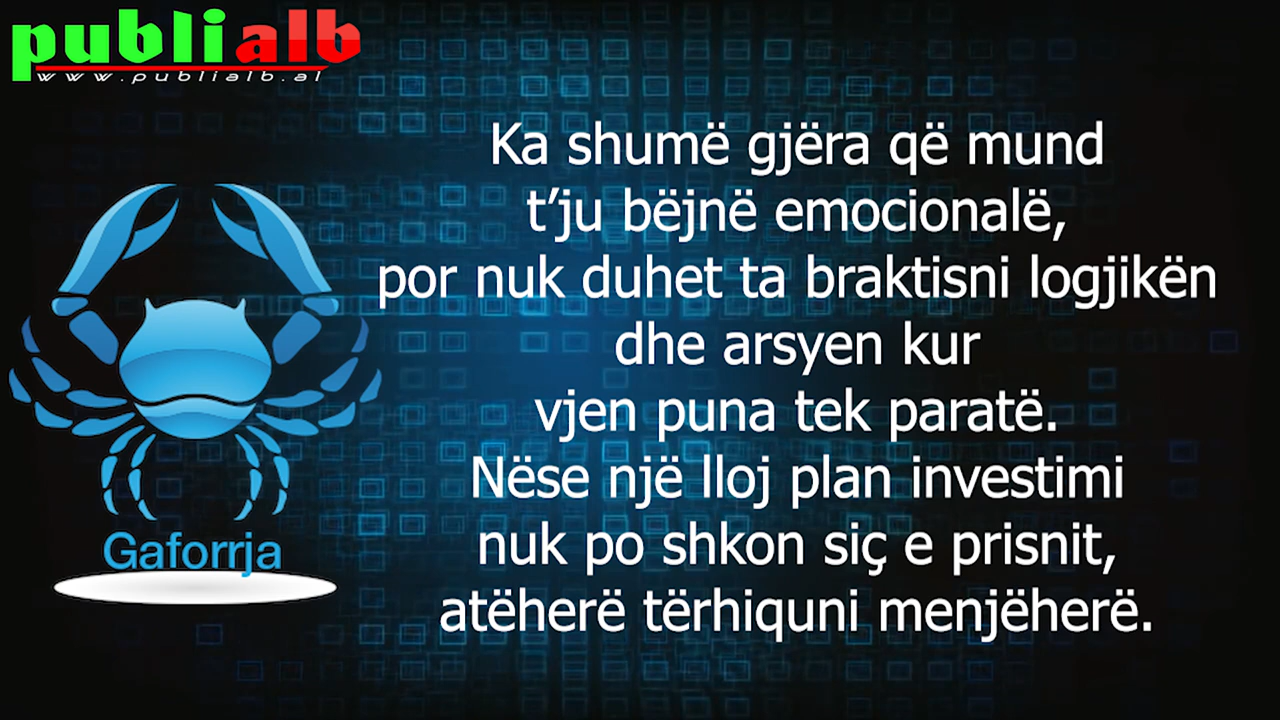 publialb
www.publialb.al
Ka shumë gjëra që mund
t’ju bëjnë emocionalë,
por nuk duhet ta braktisni logjikën
dhe arsyen kur
vjen puna tek paratë.
Nëse një lloj plan investimi
nuk po shkon siç e prisnit,
atëherë tërhiquni menjëherë.
Gaforrja